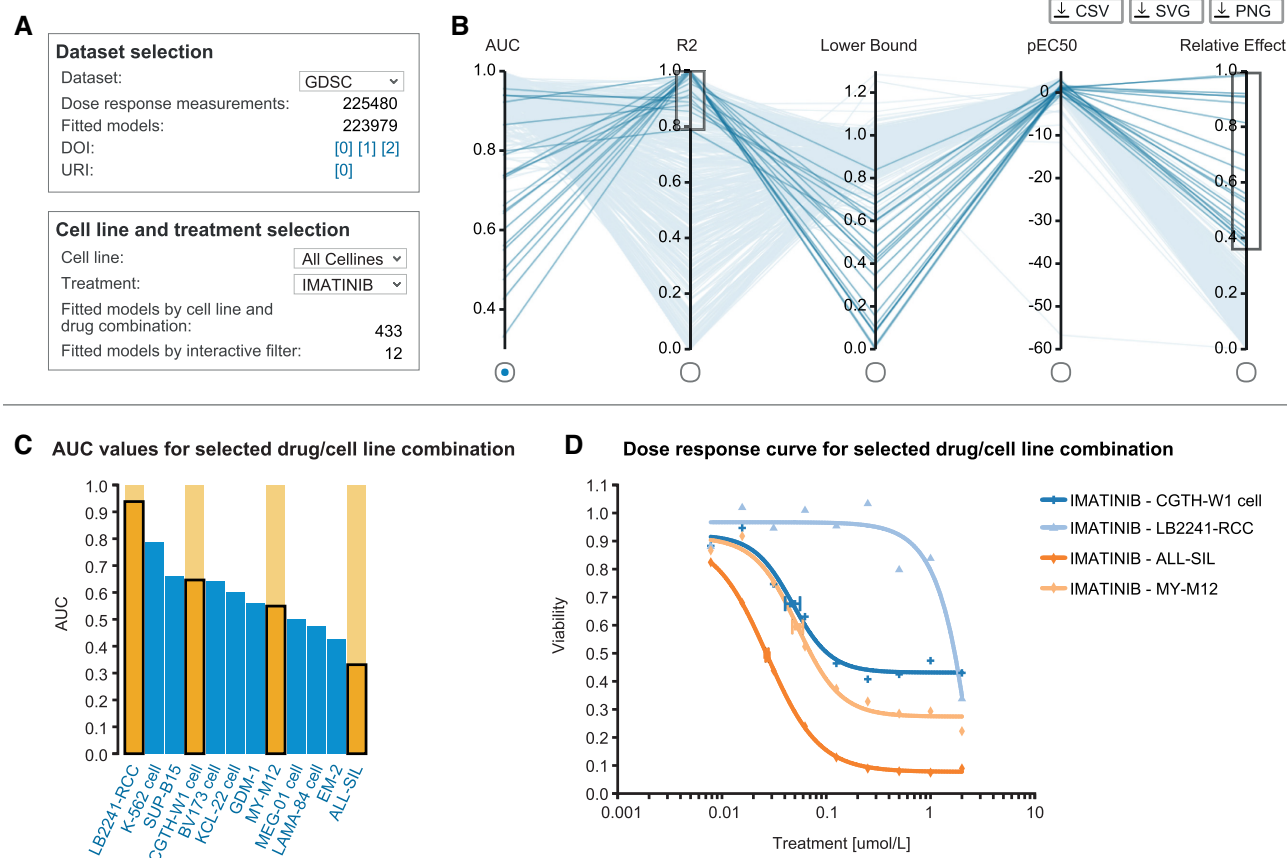 A
Dataset selection
Dataset:
GDSC
Dose response measurements:
225480
Fitted models:
223979
DOI:
[0] [1] [2]
URI:
[0]
Cell line and treatment selection
Cell line:
All Cellines
Treatment:
IMATINIB
Fitted models by cell line and
drug combination:
433
Fitted models by interactive filter:
12
B
CSV
SVG
PNG
AUC
R2
Lower Bound
pEC50
Relative Effect
1.0
0.8
0.6
0.4
1.0
0.8
0.6
0.4
0.2
0.0
1.2
1.0
0.8
0.6
0.4
0.2
0.0
0
-10
-20
-30
-40
-50
-60
1.0
0.8
0.6
0.4
0.2
0.0
C
AUC values for selected drug/cell line combination
AUC
1.0
0.9
0.8
0.7
0.6
0.5
0.4
0.3
0.2
0.1
0.0
LB2241-RCC
K-562 cell
SUP-B15
CGTH-W1 cell
BV173 cell
KCL-22 cell
GDM-1
MY-M12
MEG-01 cell
LAMA-84 cell
EM-2
ALL-SIL
D
Dose response curve for selected drug/cell line combination
Viability
1.1
1.0
0.9
0.8
0.7
0.6
0.5
0.4
0.3
0.2
0.1
0.0
0.001
0.01
0.1
1
10
Treatment [umol/L]
IMATINIB - CGTH-W1 cell
IMATINIB - LB2241-RCC
IMATINIB - ALL-SIL
IMATINIB - MY-M12